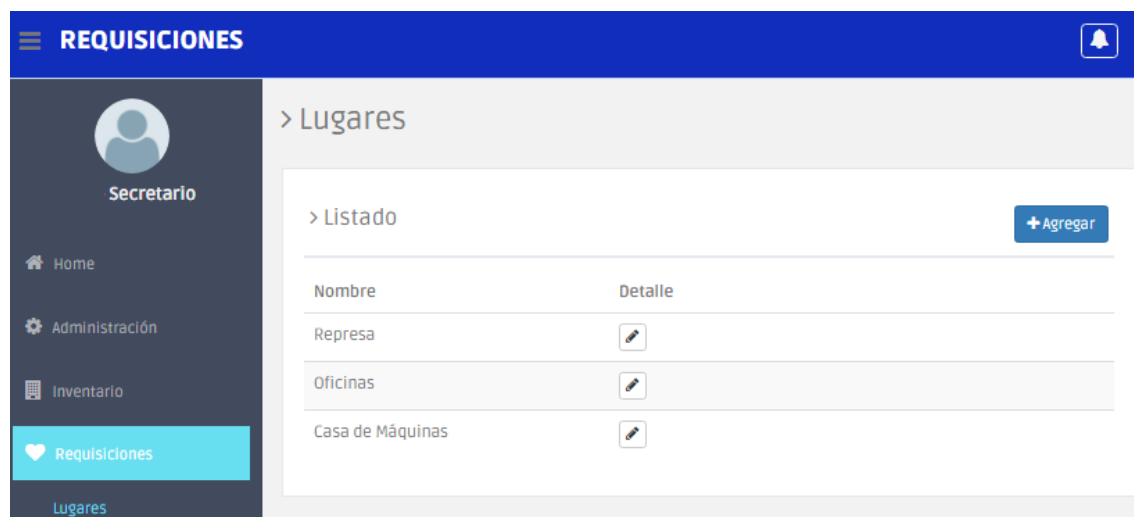 REQUISICIONES
Secretario
Home
Administración
Inventario
Requisiciones
Lugares
> Lugares
> Listado
+ Agregar
Nombre Detalle
Represa
Oficinas
Casa de Máquinas